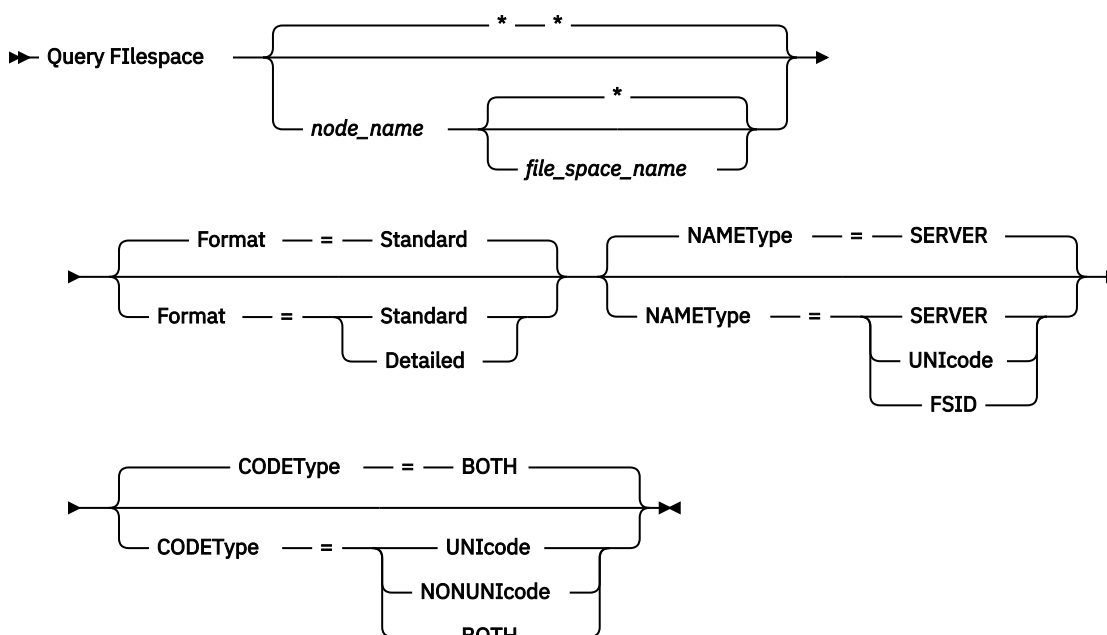 * *
Query FIlespace
*
node_name
file_space_name
Format = Standard
NAMEType = SERVER
Format = Standard
NAMEType = SERVER
Detailed
UNIcode
FSID
CODEType = BOTH
CODEType = UNIcode
NONUNIcode
BOTH